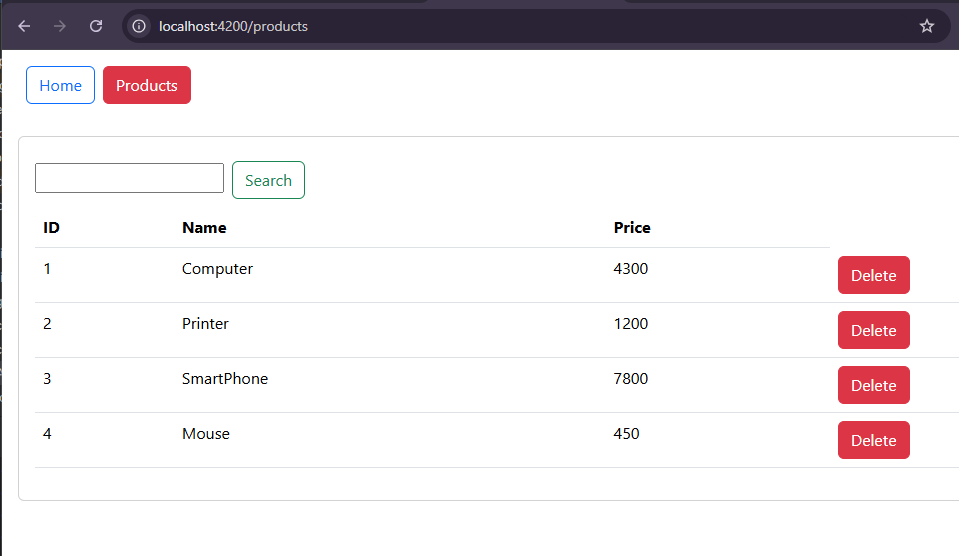 localhost:4200/products
Home Products
Search
ID Name Price
1 Computer 4300 Delete
2 Printer 1200 Delete
3 SmartPhone 7800 Delete
4 Mouse 450 Delete